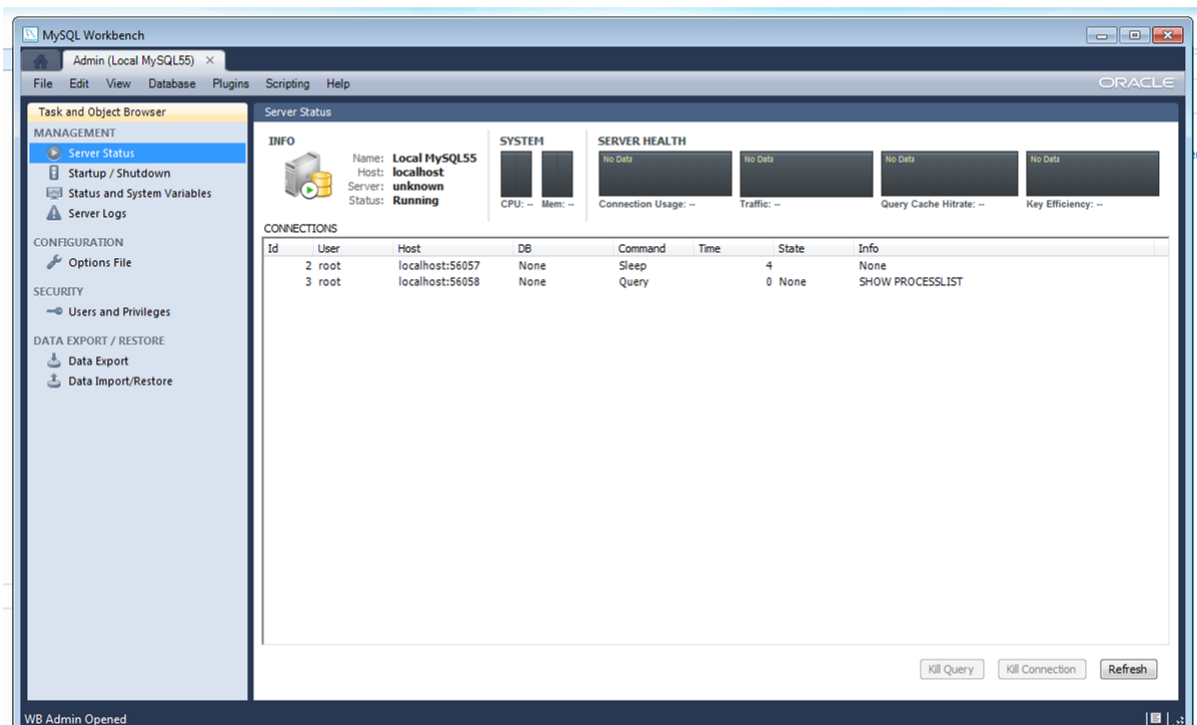 MySQL Workbench
Admin (Local MySQL55) ×
File Edit View Database Plugins Scripting Help ORACLE
Task and Object Browser
MANAGEMENT
Server Status
Startup / Shutdown
Status and System Variables
Server Logs
CONFIGURATION
Options File
SECURITY
Users and Privileges
DATA EXPORT / RESTORE
Data Export
Data Import/Restore
Server Status
INFO
Name: Local MySQL55
Host: localhost
Server: unknown
Status: Running
SYSTEM
CPU: -- Mem: --
SERVER HEALTH
No Data No Data No Data No Data
Connection Usage: -- Traffic: -- Query Cache Hitrate: -- Key Efficiency: --
CONNECTIONS
Id User Host DB Command Time State Info
2 root localhost:56057 None Sleep 4 None
3 root localhost:56058 None Query 0 None SHOW PROCESSLIST
Kill Query Kill Connection Refresh
WB Admin Opened